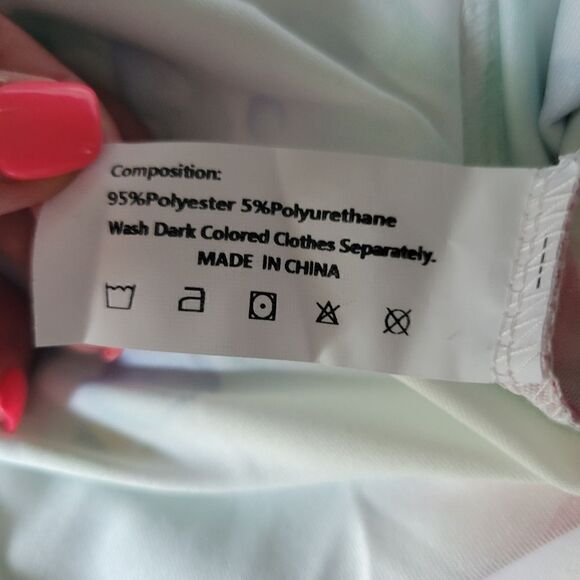 Composition:
95%Polyester 5%Polyurethane
Wash Dark Colored Clothes Separately.
MADE IN CHINA